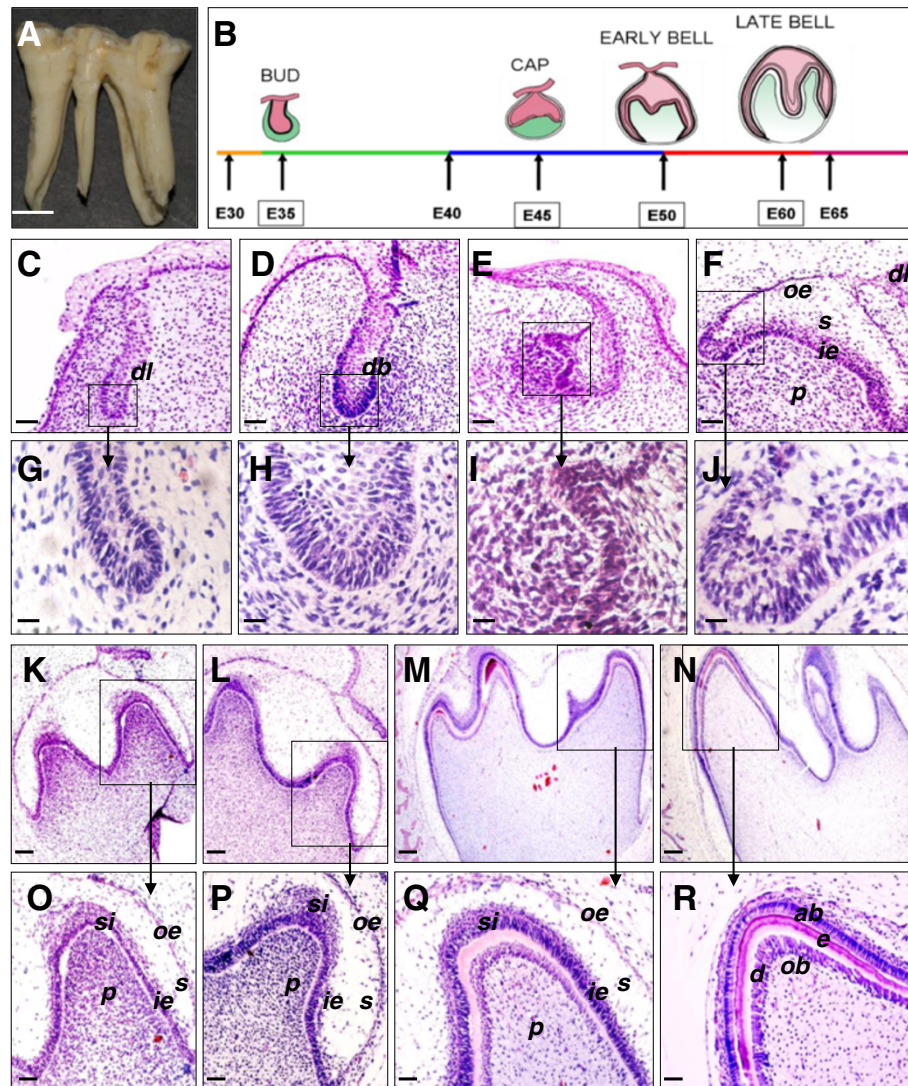 A
B
BUD
CAP
EARLY BELL
LATE BELL
E30
E35
E40
E45
E50
E60
E65
C
dl
D
db
E
F
oe
dl
s
ie
p
G
H
I
J
K
L
M
N
O
si
oe
s
ie
p
P
si
oe
p
ie
s
Q
si
oe
ie
s
p
R
ab
e
ob
d